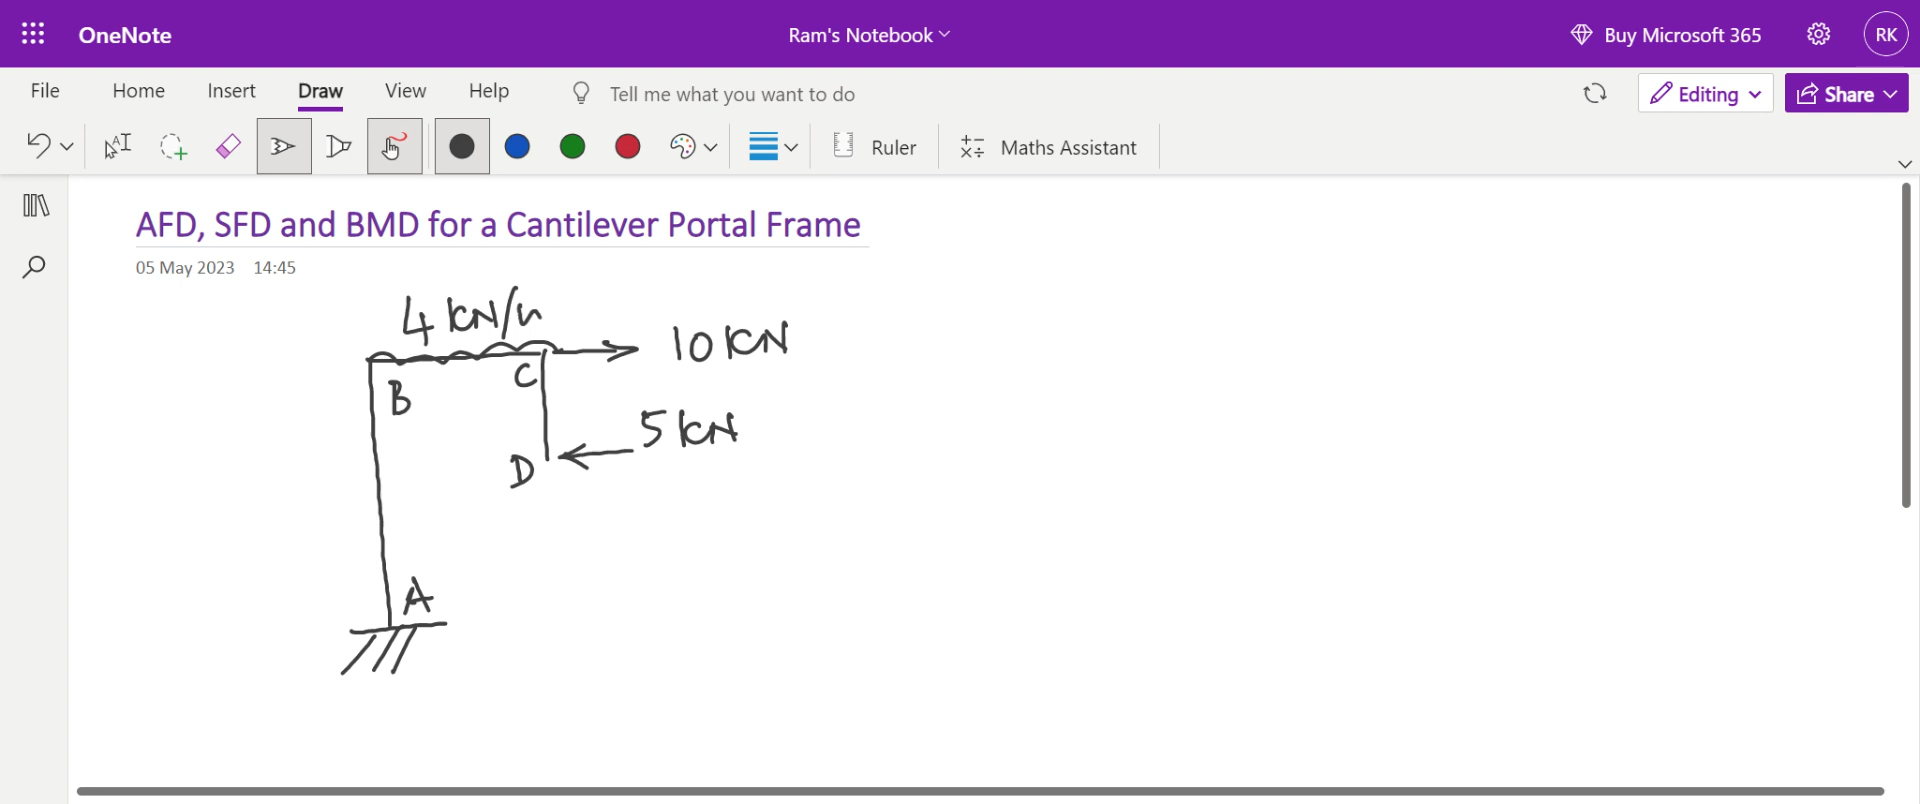 OneNote
Ram's Notebook
Buy Microsoft 365
RK
File Home Insert Draw View Help Tell me what you want to do
Editing
Share
AI
Ruler
Maths Assistant
AFD, SFD and BMD for a Cantilever Portal Frame
05 May 2023 14:45
4 KN/m
10 KN
B
C
5 KN
D
A